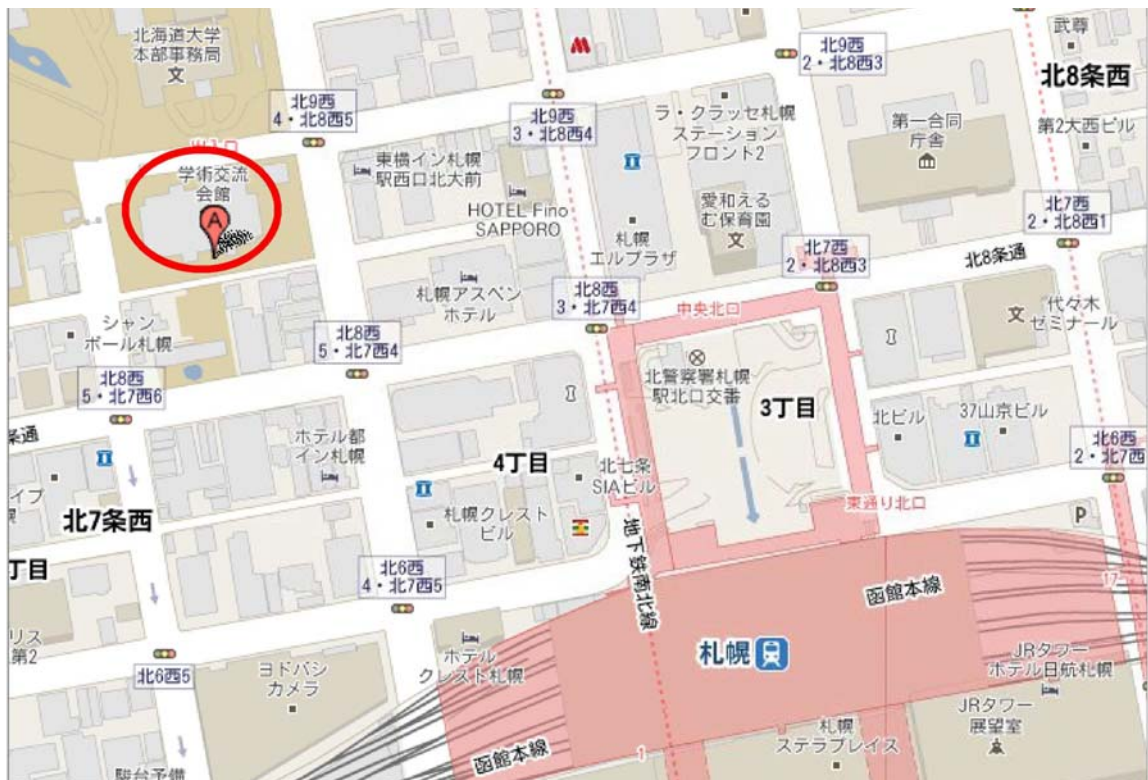 北海道大学
本部事務局
文
北9西
4・北8西5
学術交流
会館
A
東横イン札幌
駅西口北大前
HOTEL Fino
SAPPORO
北9西
3・北8西4
ラ・クラッセ札幌
ステーション
フロント2
北9西
2・北8西3
第一合同
庁舎
武尊
北8条西
第2大西ビル
愛和える
む保育園
文
札幌
エルプラザ
北7西
2・北8西3
北7西
2・北8西1
北8条通
札幌アスペン
ホテル
北8西
3・北7西4
中央北口
代々木
ゼミナール
文
シャン
ボール札幌
北8西
5・北7西4
北8西
5・北7西6
北警察署札幌
駅北口交番
3丁目
北ビル
37山京ビル
北6西
2・北7西
条通
ホテル都
イン札幌
4丁目
北七条
SIAビル
東通り北口
P
イプ
北7条西
札幌クレスト
ビル
地下鉄南北線
丁目
北6西
4・北7西5
函館本線
17
リス
第2
北6西5
ヨドバシ
カメラ
ホテル
クレスト札幌
札幌
JRタワー
ホテル日航札幌
JRタワー
展望室
札幌
ステラプレイス
函館本線
1
駿台予備